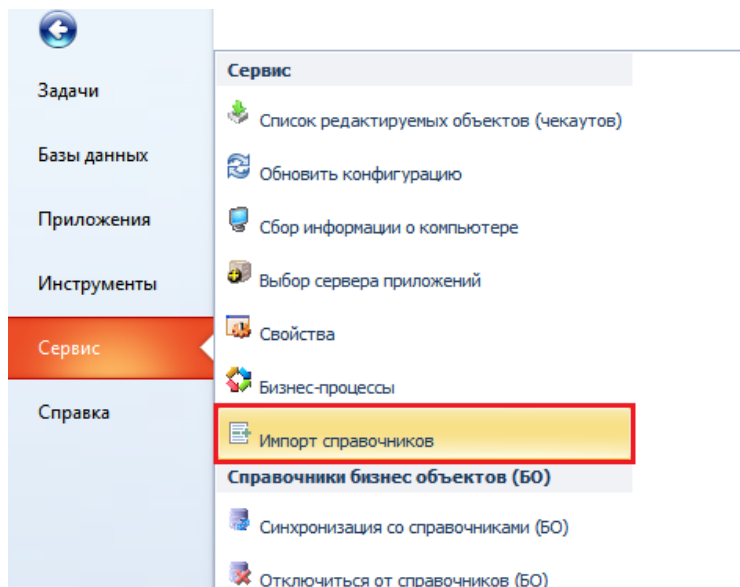 Задачи
Базы данных
Приложения
Инструменты
Сервис
Справка
Сервис
Список редактируемых объектов (чекаутов)
Обновить конфигурацию
Сбор информации о компьютере
Выбор сервера приложений
Свойства
Бизнес-процессы
Импорт справочников
Справочники бизнес объектов (БО)
Синхронизация со справочниками (БО)
Отключиться от справочников (БО)